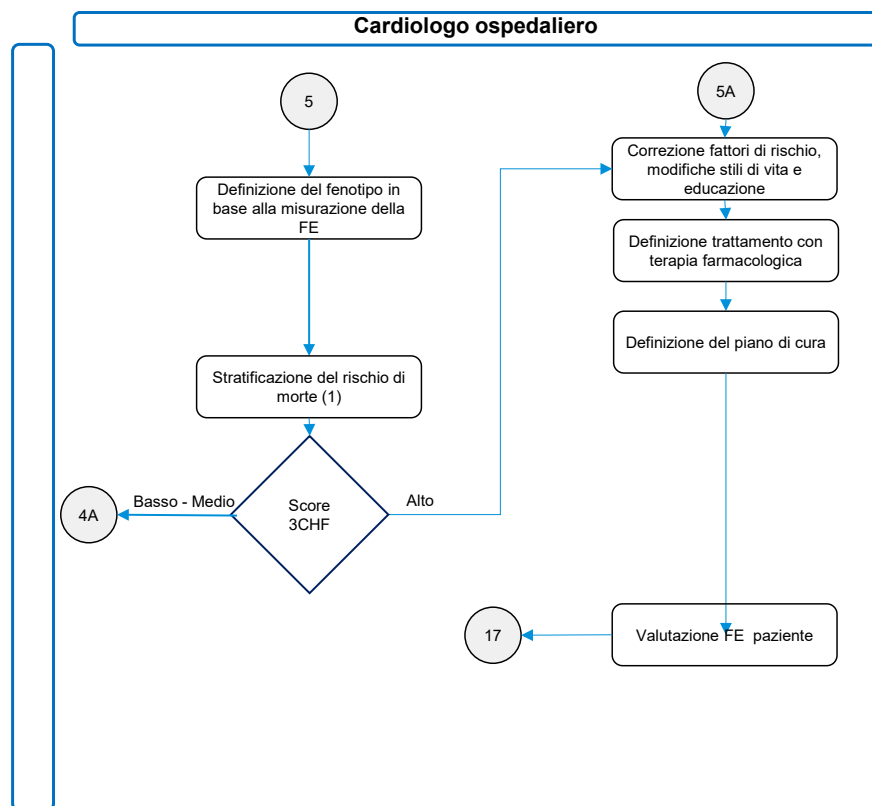 Cardiologo ospedaliero
5
Definizione del fenotipo in
base alla misurazione della
FE
Stratificazione del rischio di
morte (1)
Score
3CHF
Basso - Medio
4A
Alto
5A
Correzione fattori di rischio,
modifiche stili di vita e
educazione
Definizione trattamento con
terapia farmacologica
Definizione del piano di cura
Valutazione FE paziente
17